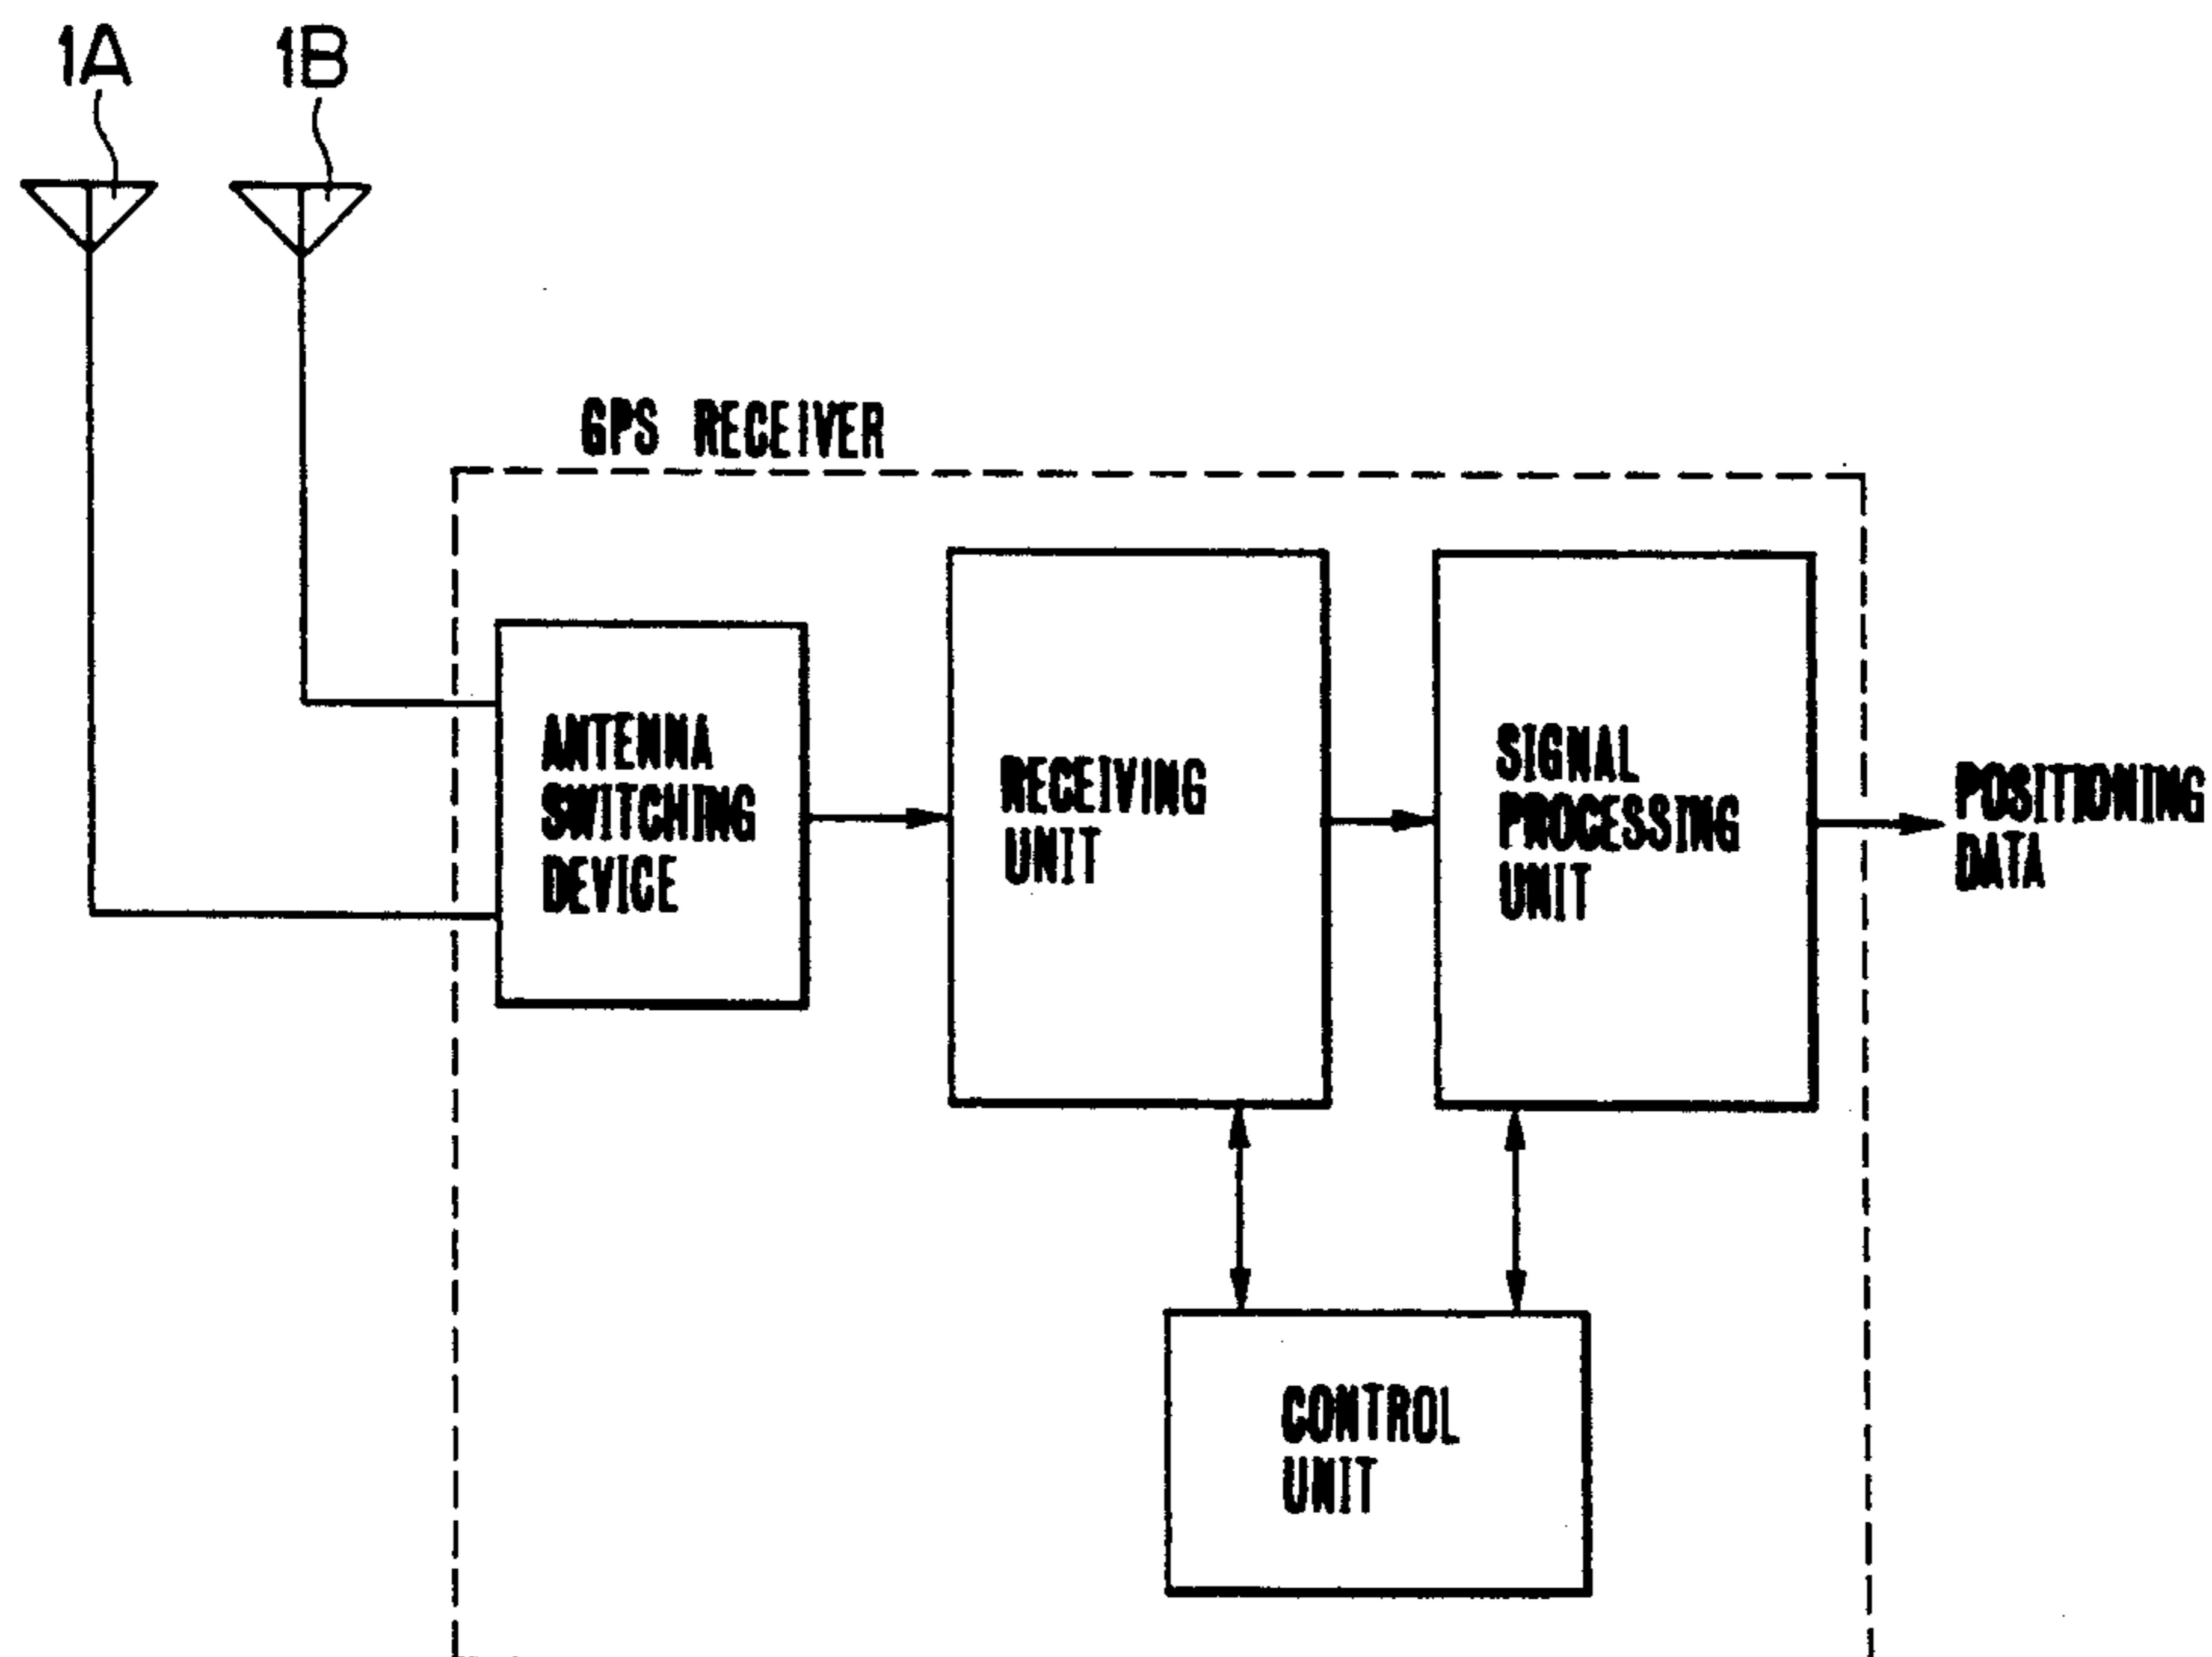 1A 1B
GPS RECEIVER
ANTENNA
SWITCHING
DEVICE
RECEIVING
UNIT
SIGNAL
PROCESSING
UNIT
POSITIONING
DATA
CONTROL
UNIT